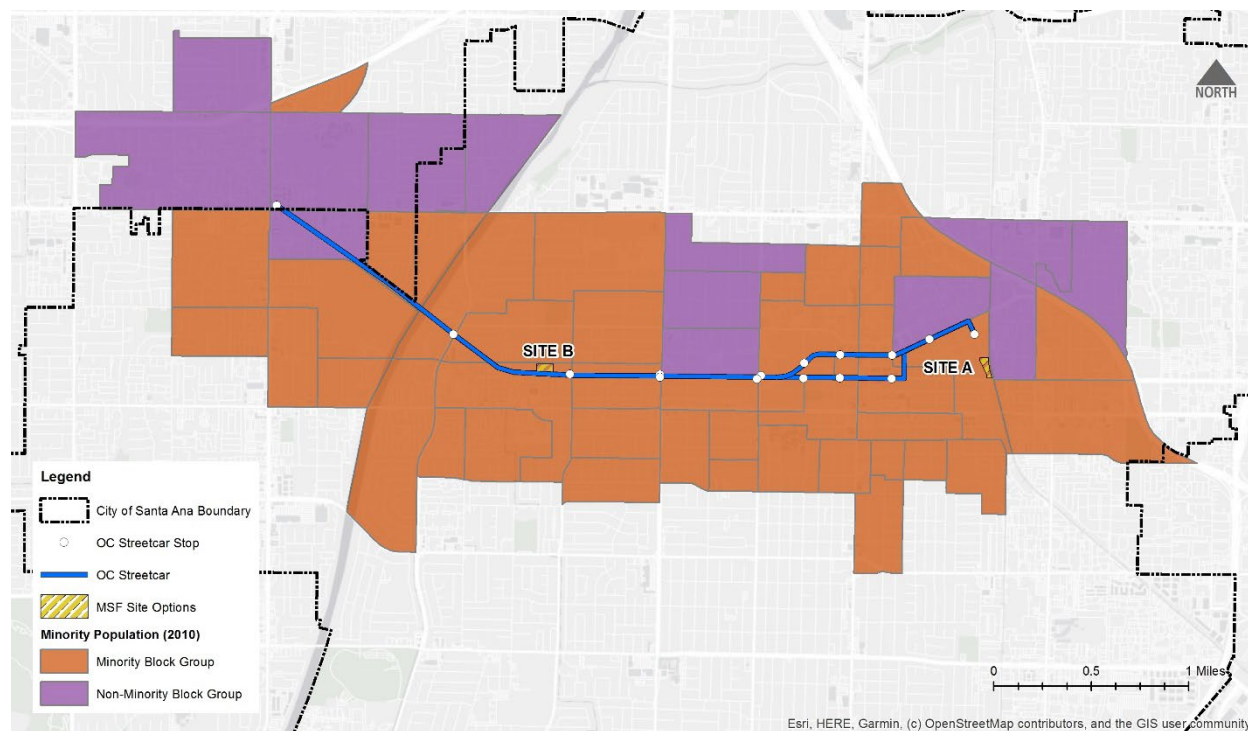 NORTH
SITE B
SITE A
Legend
City of Santa Ana Boundary
OC Streetcar Stop
OC Streetcar
MSF Site Options
Minority Population (2010)
Minority Block Group
Non-Minority Block Group
0 0.5 1 Miles
Esri, HERE, Garmin, (c) OpenStreetMap contributors, and the GIS user community